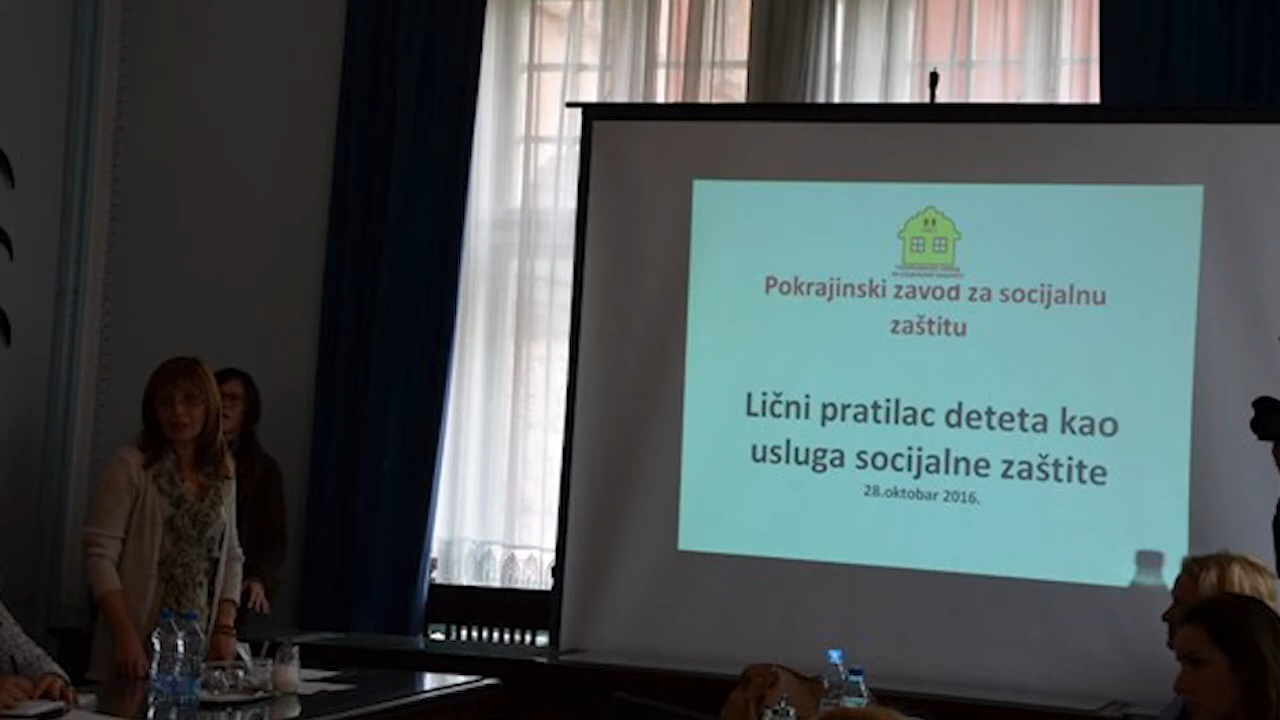 Pokrajinski zavod za socijalnu
zaštitu
Lični pratilac deteta kao
usluga socijalne zaštite
28.oktobar 2016.